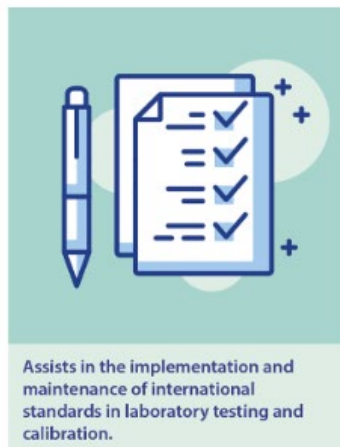 Assists in the implementation and
maintenance of international
standards in laboratory testing and
calibration.